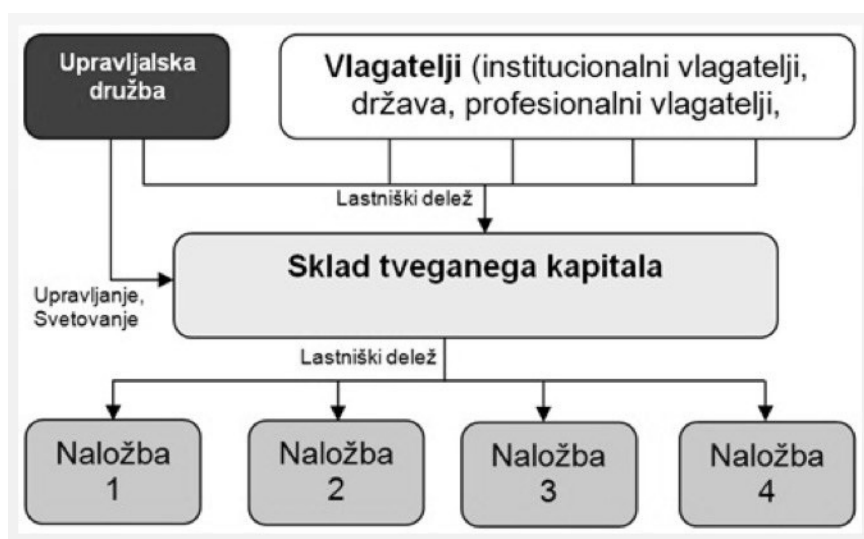 Upravljalska
družba
Vlagatelji (institucionalni vlagatelji,
država, profesionalni vlagatelji,
Lastniški delež
Sklad tveganega kapitala
Upravljanje,
Svetovanje
Lastniški delež
Naložba
1
Naložba
2
Naložba
3
Naložba
4